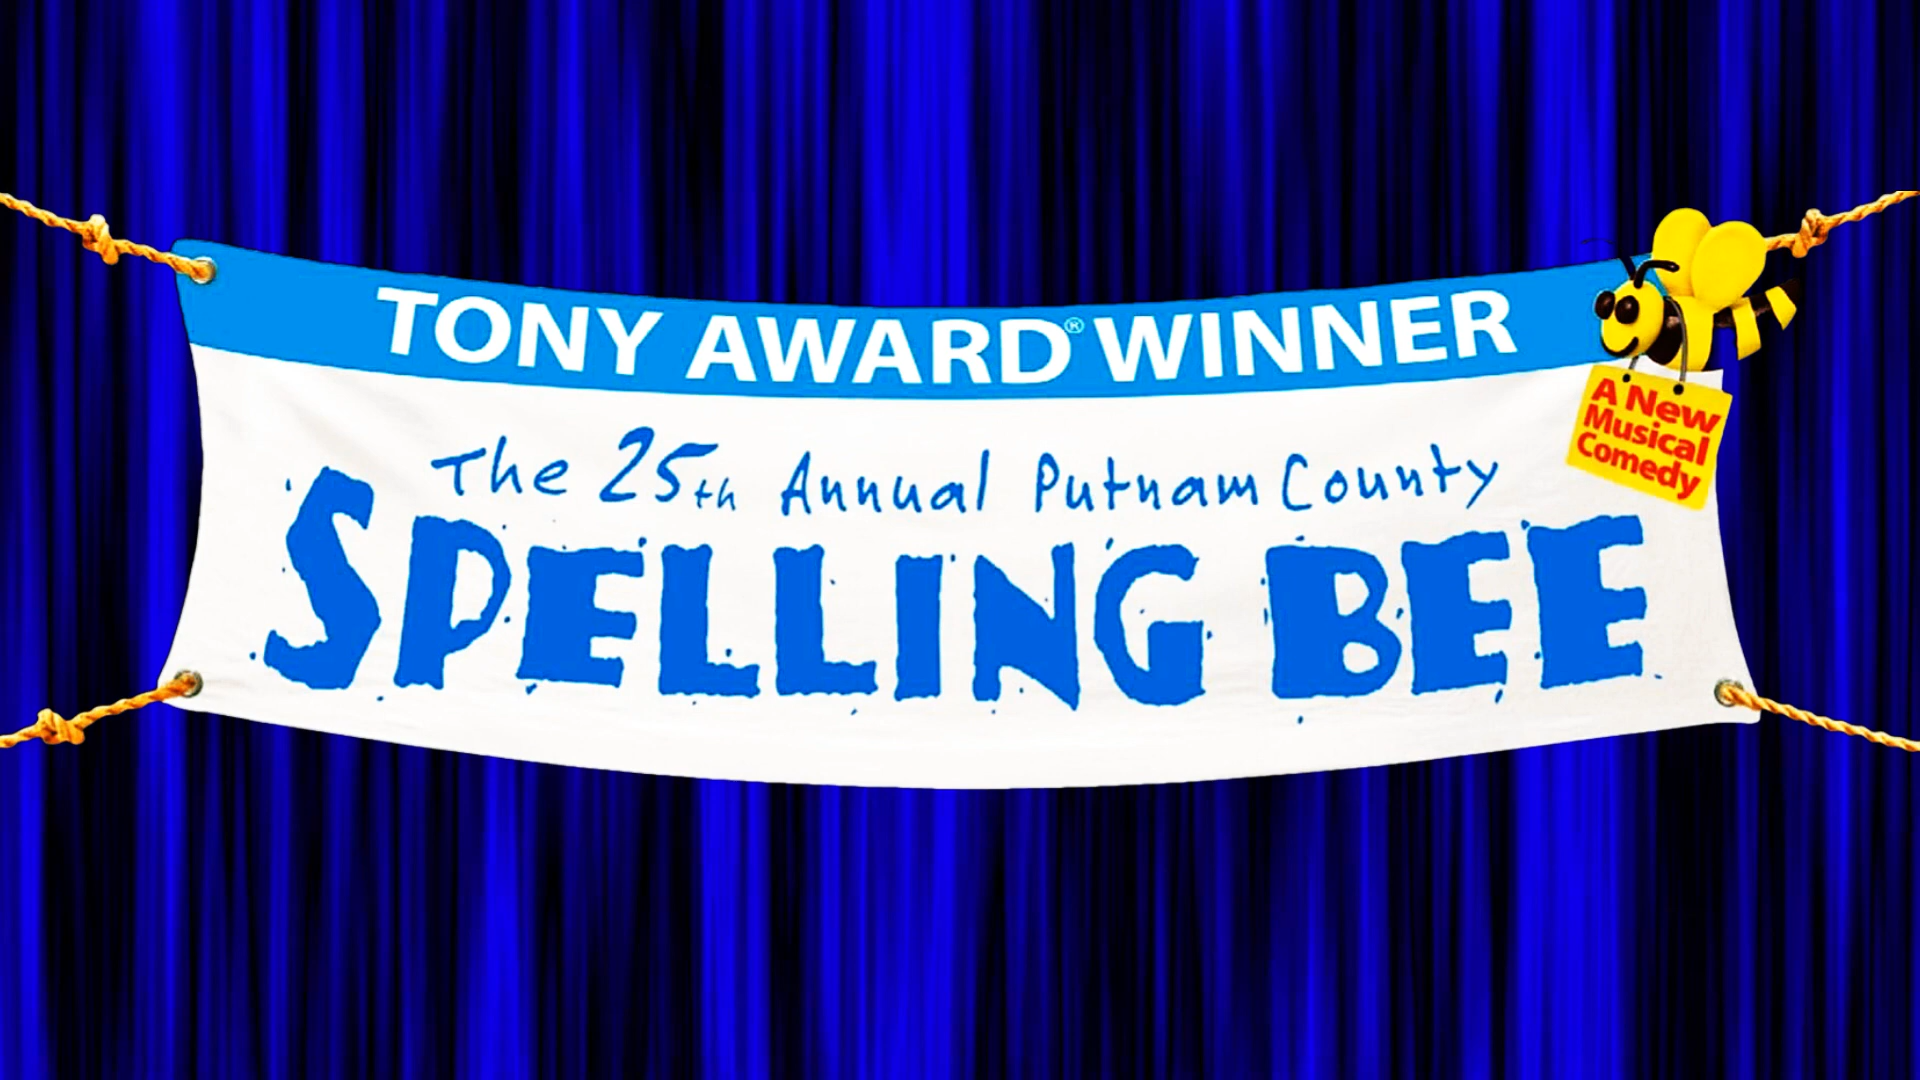 TONY AWARD® WINNER
The 25th Annual Putnam County
SPELLING BEE
A New
Musical
Comedy